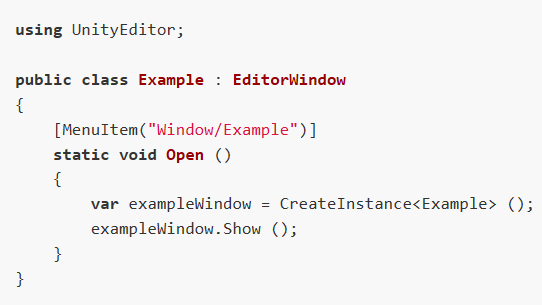 using UnityEditor;
public class Example : EditorWindow
{
[MenuItem("Window/Example")]
static void Open ()
{
var exampleWindow = CreateInstance<Example> ();
exampleWindow.Show ();
}
}